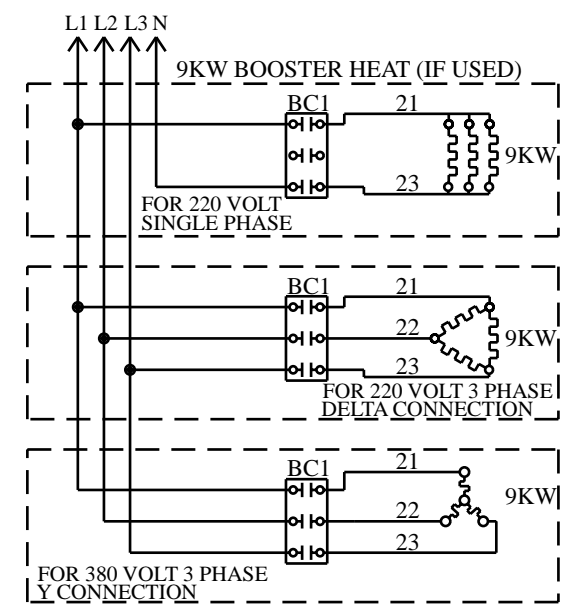 L1 L2 L3 N
9KW BOOSTER HEAT (IF USED)
BC1
21
9KW
23
FOR 220 VOLT
SINGLE PHASE
BC1
21
22
9KW
23
FOR 220 VOLT 3 PHASE
DELTA CONNECTION
BC1
21
9KW
22
23
FOR 380 VOLT 3 PHASE
Y CONNECTION